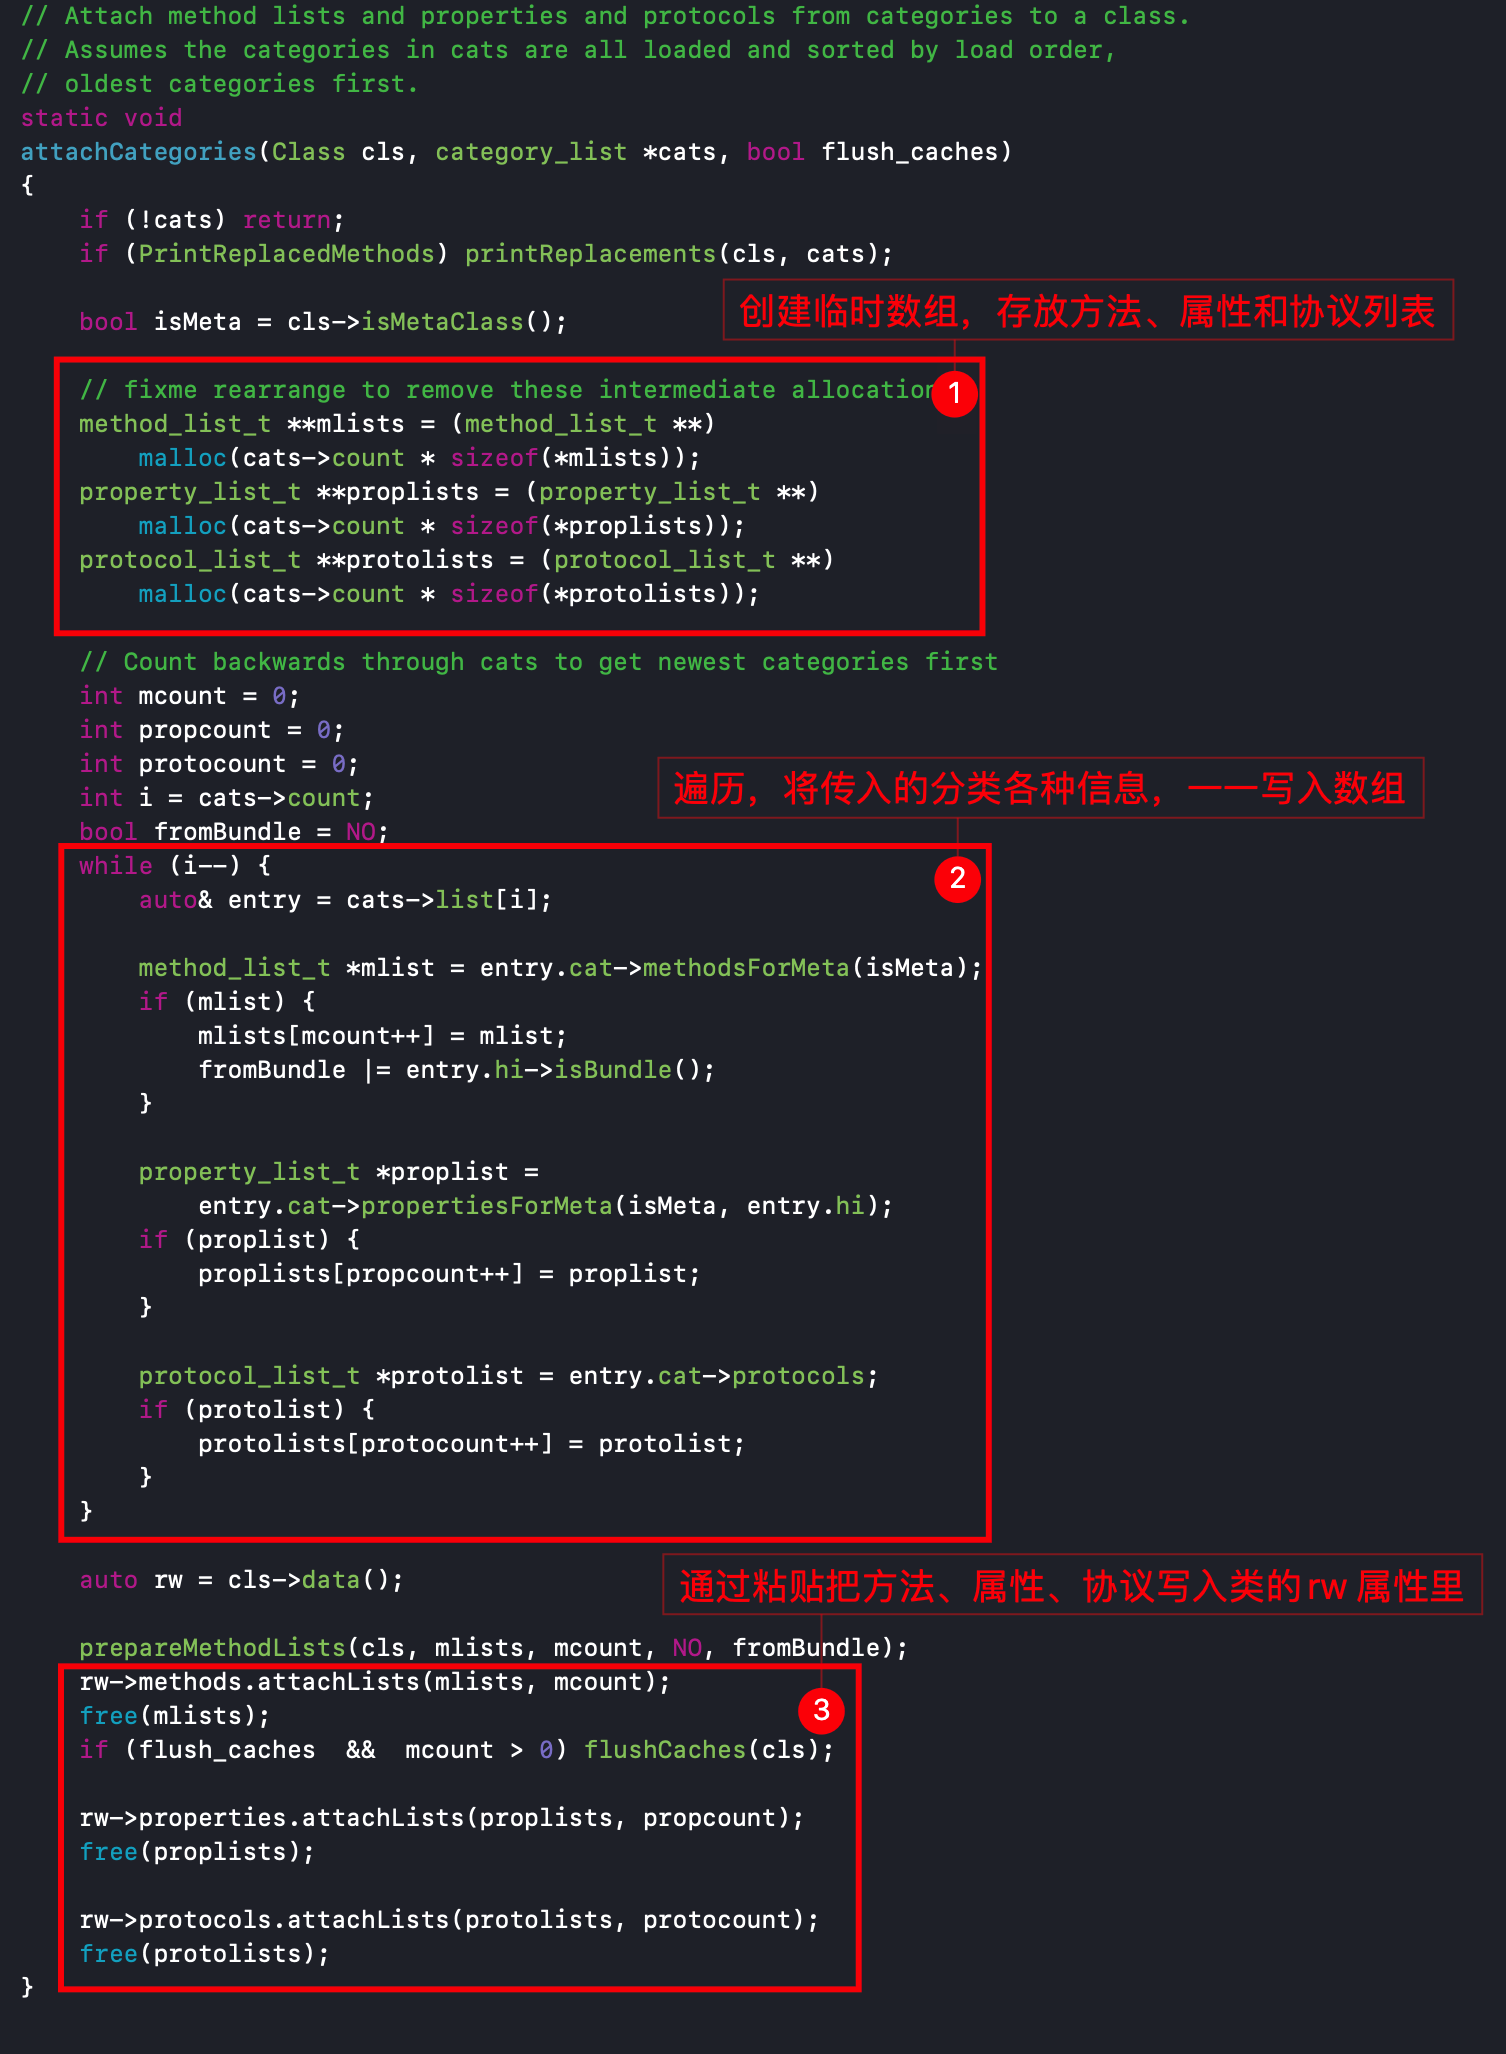 // Attach method lists and properties and protocols from categories to a class.
// Assumes the categories in cats are all loaded and sorted by load order,
// oldest categories first.
static void
attachCategories(Class cls, category_list *cats, bool flush_caches)
{
    if (!cats) return;
    if (PrintReplacedMethods) printReplacements(cls, cats);
创建临时数组，存放方法、属性和协议列表
    bool isMeta = cls->isMetaClass();
    // fixme rearrange to remove these intermediate allocation
1
    method_list_t **mlists = (method_list_t **)
        malloc(cats->count * sizeof(*mlists));
    property_list_t **proplists = (property_list_t **)
        malloc(cats->count * sizeof(*proplists));
    protocol_list_t **protolists = (protocol_list_t **)
        malloc(cats->count * sizeof(*protolists));
    // Count backwards through cats to get newest categories first
    int mcount = 0;
    int propcount = 0;
    int protocount = 0;
遍历，将传入的分类各种信息，一一写入数组
    int i = cats->count;
    bool fromBundle = NO;
    while (i--) {
2
        auto& entry = cats->list[i];
        method_list_t *mlist = entry.cat->methodsForMeta(isMeta);
        if (mlist) {
            mlists[mcount++] = mlist;
            fromBundle |= entry.hi->isBundle();
        }
        property_list_t *proplist =
            entry.cat->propertiesForMeta(isMeta, entry.hi);
        if (proplist) {
            proplists[propcount++] = proplist;
        }
        protocol_list_t *protolist = entry.cat->protocols;
        if (protolist) {
            protolists[protocount++] = protolist;
        }
    }
    auto rw = cls->data();
通过粘贴把方法、属性、协议写入类的rw 属性里
    prepareMethodLists(cls, mlists, mcount, NO, fromBundle);
    rw->methods.attachLists(mlists, mcount);
3
    free(mlists);
    if (flush_caches  &&  mcount > 0) flushCaches(cls);
    rw->properties.attachLists(proplists, propcount);
    free(proplists);
    rw->protocols.attachLists(protolists, protocount);
    free(protolists);
}